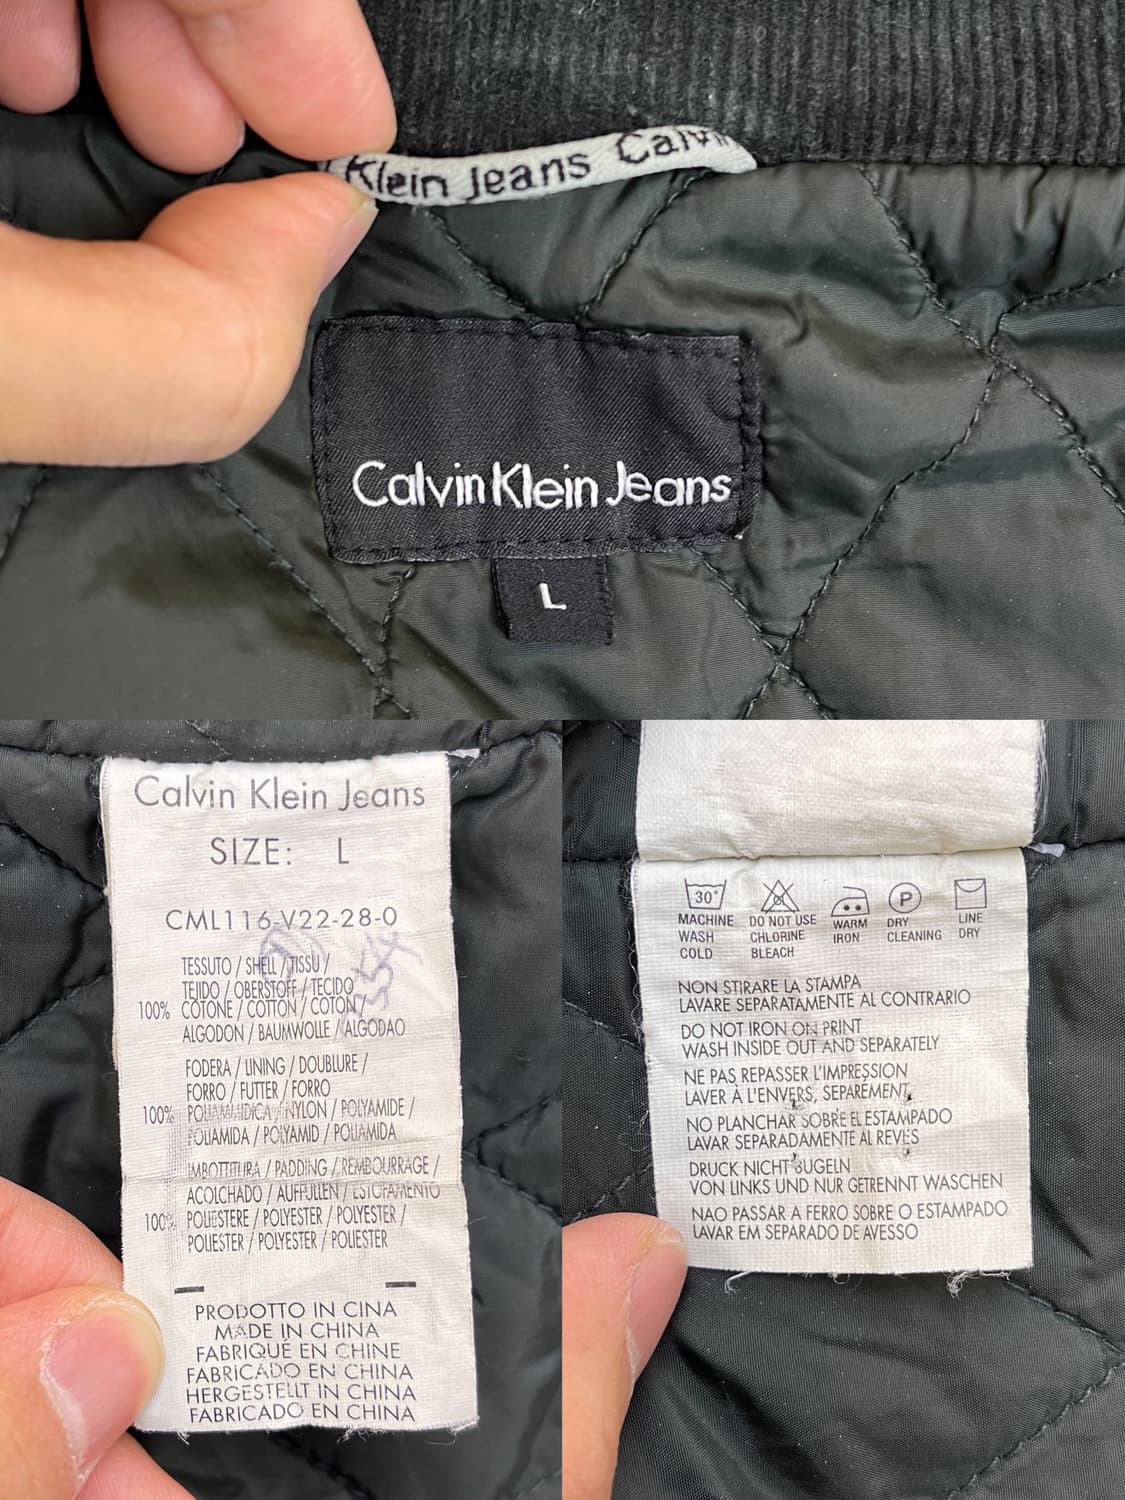 Klein Jeans Calvin
Calvin Klein Jeans
L
Calvin Klein Jeans
SIZE: L
CML116-V22-28-0
TESSUTO / SHELL / TISSU /
TEJIDO / OBERSTOFF / TECIDO
100% COTONE / COTTON / COTON
ALGODON / BAUMWOLLE / ALGODAO
FODERA / LINING / DOUBLURE /
FORRO / FUTTER / FORRO
100% POLIAMMIDICA / NYLON / POLYAMIDE /
POLIAMIDA / POLYAMID / POLIAMIDA
IMBOTTITURA / PADDING / REMBOURRAGE /
ACOLCHADO / AUFFULLEN / ESTOFAMENTO
100% POLIESTERE / POLYESTER / POLYESTER /
POLIESTER / POLYESTER / POLIESTER
PRODOTTO IN CINA
MADE IN CHINA
FABRIQUÉ EN CHINE
FABRICADO EN CHINA
HERGESTELLT IN CHINA
FABRICADO EN CHINA
30°
MACHINE
WASH
COLD
DO NOT USE
CHLORINE
BLEACH
WARM
IRON
P
DRY
CLEANING
LINE
DRY
NON STIRARE LA STAMPA
LAVARE SEPARATAMENTE AL CONTRARIO
DO NOT IRON ON PRINT
WASH INSIDE OUT AND SEPARATELY
NE PAS REPASSER L'IMPRESSION
LAVER À L'ENVERS, SEPAREMENT,
NO PLANCHAR SOBRE EL ESTAMPADO
LAVAR SEPARADAMENTE AL REVES
DRUCK NICHT BUGELN
VON LINKS UND NUR GETRENNT WASCHEN
NAO PASSAR A FERRO SOBRE O ESTAMPADO
LAVAR EM SEPARADO DE AVESSO